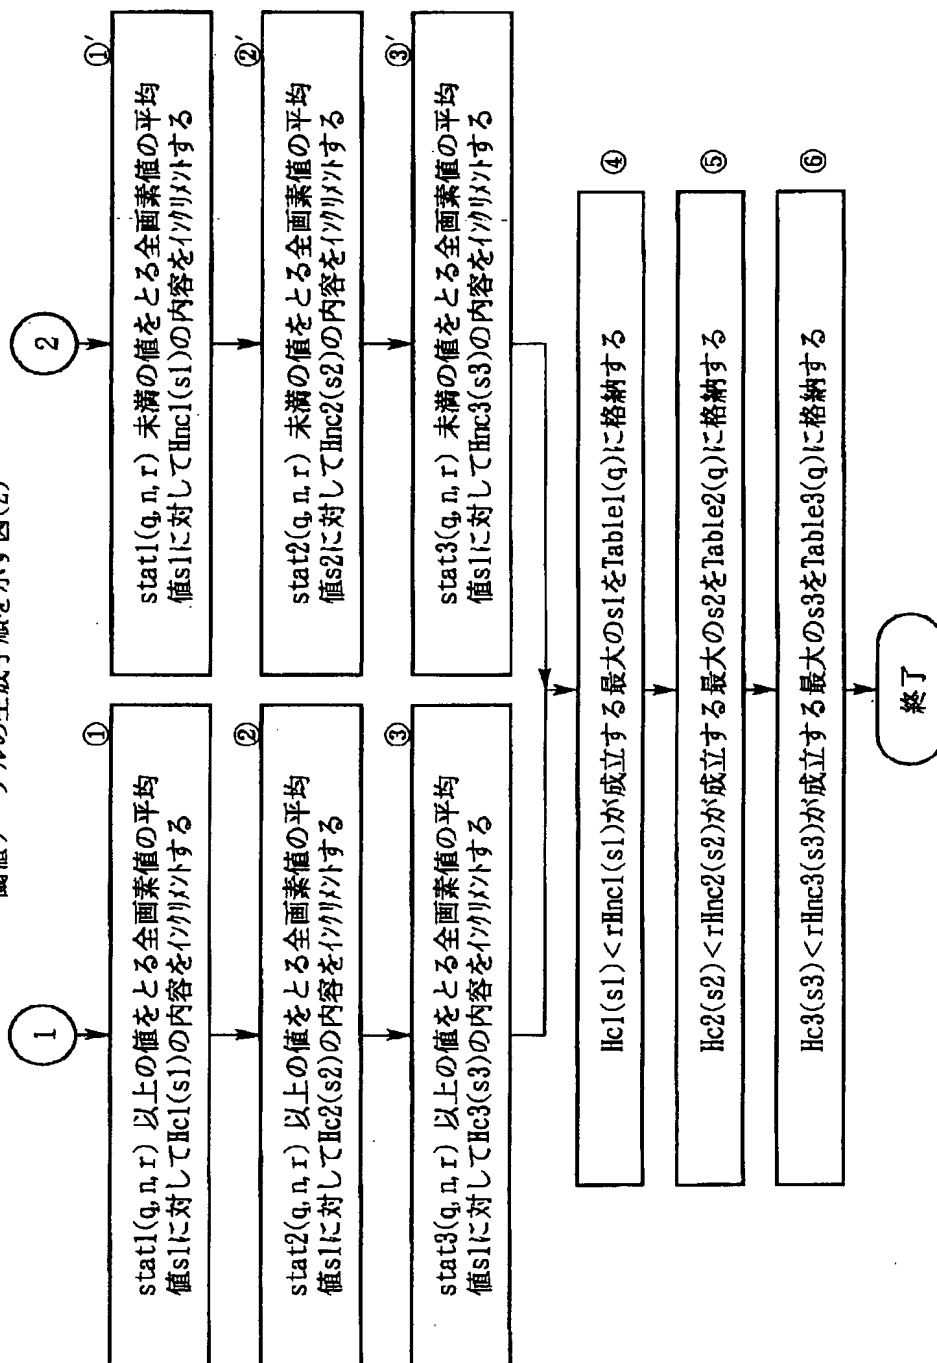 閾値テーブルの生成手順を示す図(2)
1
①
stat1(q,n,r) 以上の値をとる全画素値の平均
値s1に対してHc1(s1)の内容をインクリメントする
②
stat2(q,n,r) 以上の値をとる全画素値の平均
値s1に対してHc2(s2)の内容をインクリメントする
③
stat3(q,n,r) 以上の値をとる全画素値の平均
値s1に対してHc3(s3)の内容をインクリメントする
2
①'
stat1(q,n,r) 未満の値をとる全画素値の平均
値s1に対してHnc1(s1)の内容をインクリメントする
②'
stat2(q,n,r) 未満の値をとる全画素値の平均
値s2に対してHnc2(s2)の内容をインクリメントする
③'
stat3(q,n,r) 未満の値をとる全画素値の平均
値s1に対してHnc3(s3)の内容をインクリメントする
Hc1(s1)<rHnc1(s1)が成立する最大のs1をTable1(q)に格納する
④
Hc2(s2)<rHnc2(s2)が成立する最大のs2をTable2(q)に格納する
⑤
Hc3(s3)<rHnc3(s3)が成立する最大のs3をTable3(q)に格納する
⑥
終了